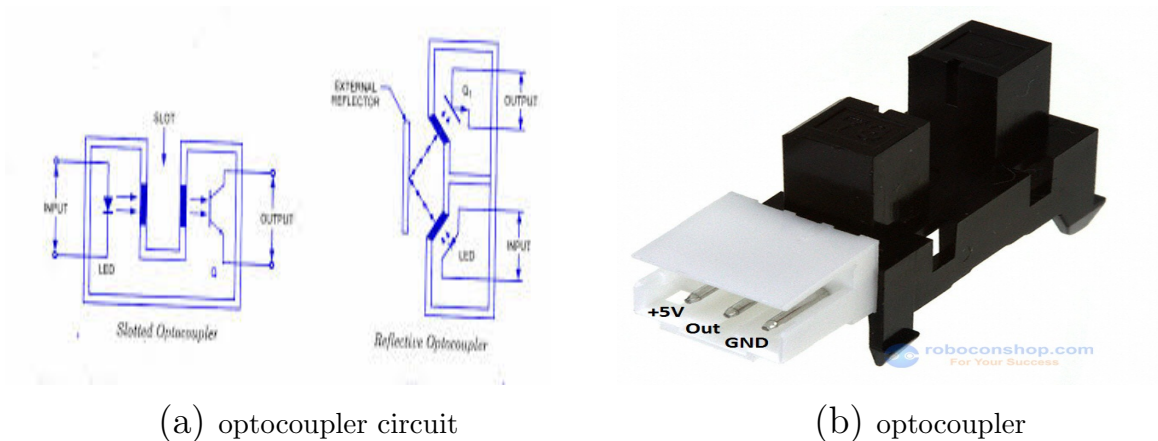 SLOT
INPUT
OUTPUT
LED
Q
Slotted Optocoupler
EXTERNAL
REFLECTOR
Q1
OUTPUT
INPUT
LED
Reflective Optocoupler
+5V
Out
GND
roboconshop.com
For Your Success
(a) optocoupler circuit
(b) optocoupler